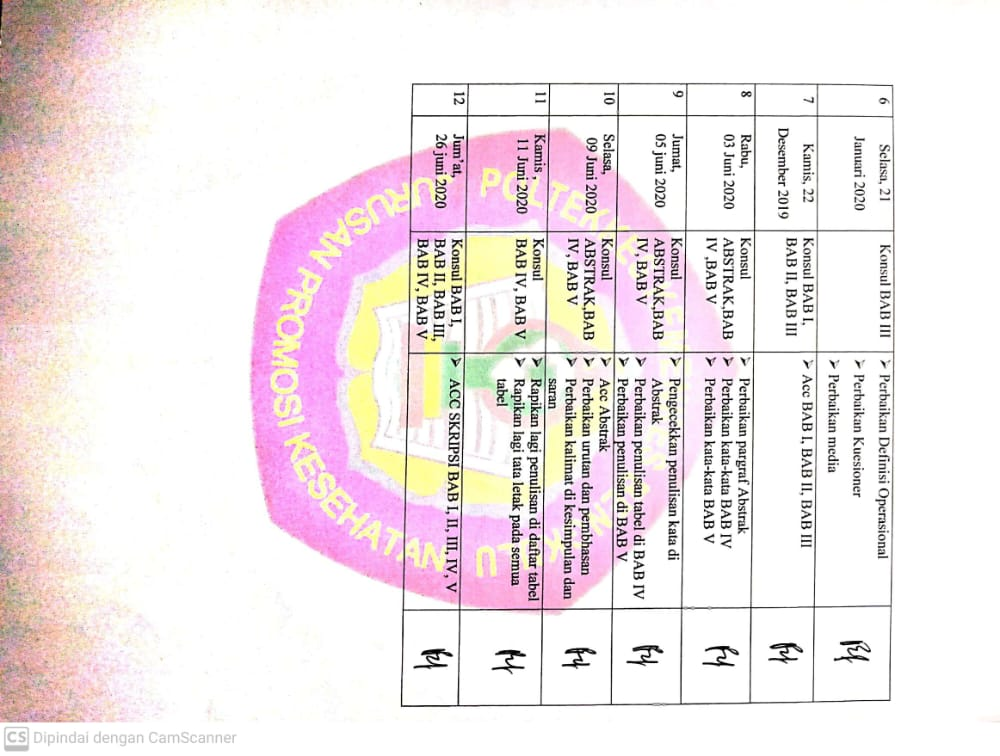 6 Selasa, 21 Konsul BAB III ➢ Perbaikan Definisi Operasional
Januari 2020 ➢ Perbaikan Kuesioner
➢ Perbaikan media
7 Kamis, 22 Konsul BAB I, ➢ Acc BAB I, BAB II, BAB III
Desember 2019 BAB II, BAB III
8 Rabu, Konsul ➢ Perbaikan pargraf Abstrak
03 Juni 2020 ABSTRAK,BAB ➢ Perbaikan kata-kata BAB IV
IV ,BAB V ➢ Perbaikan kata-kata BAB V
9 Jumat, Konsul ➢ Pengecekkan penulisan kata di
05 juni 2020 ABSTRAK,BAB Abstrak
IV, BAB V ➢ Perbaikan penulisan tabel di BAB IV
➢ Perbaikan penulisan di BAB V
10 Selasa, Konsul ➢ Acc Abstrak
09 Juni 2020 ABSTRAK,BAB ➢ Perbaikan urutan dan pembhasan
IV, BAB V ➢ Perbaikan kalimat di kesimpulan dan
saran
11 Kamis , Konsul ➢ Rapikan lagi penulisan di daftar tabel
11 Juni 2020 BAB IV, BAB V ➢ Rapikan lagi tata letak pada semua
tabel
12 Jum'at, Konsul BAB I, ➢ ACC SKRIPSI BAB I, II, III, IV, V
26 juni 2020 BAB II, BAB III,
BAB IV, BAB V
JURUSAN PROMOSI KESEHATAN
CS Dipindai dengan CamScanner